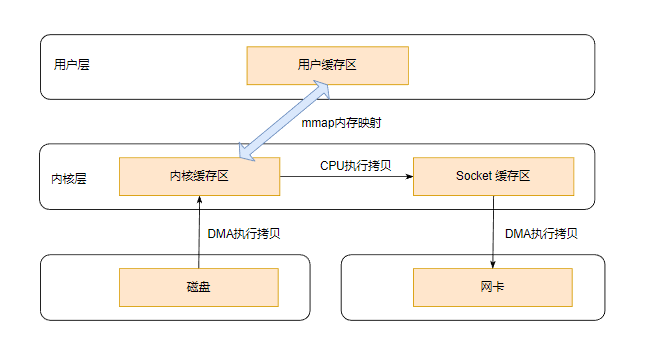 用户层
用户缓存区
mmap内存映射
内核层
内核缓存区
CPU执行拷贝
Socket 缓存区
DMA执行拷贝
DMA执行拷贝
磁盘
网卡